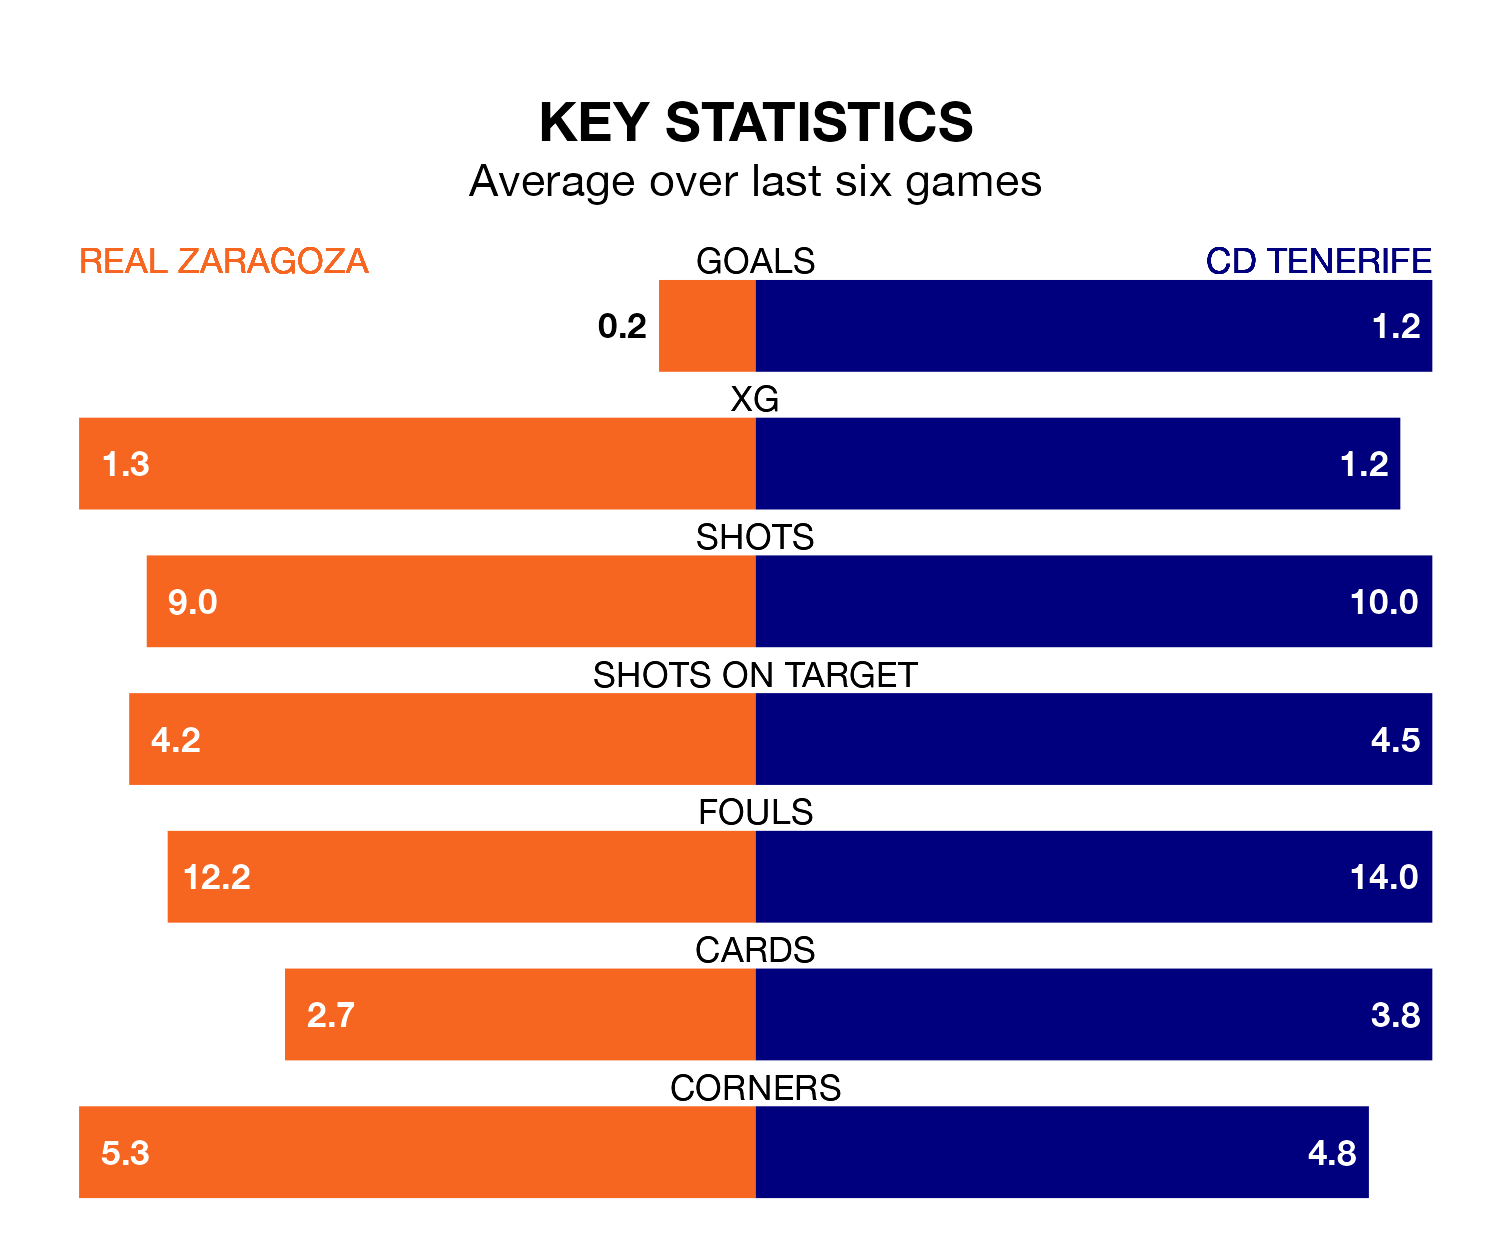 KEY STATISTICS
Average over last six games
REAL ZARAGOZA GOALS CD TENERIFE
0.2 1.2
XG
1.3 1.2
SHOTS
9.0 10.0
SHOTS ON TARGET
4.2 4.5
FOULS
12.2 14.0
CARDS
2.7 3.8
CORNERS
5.3 4.8